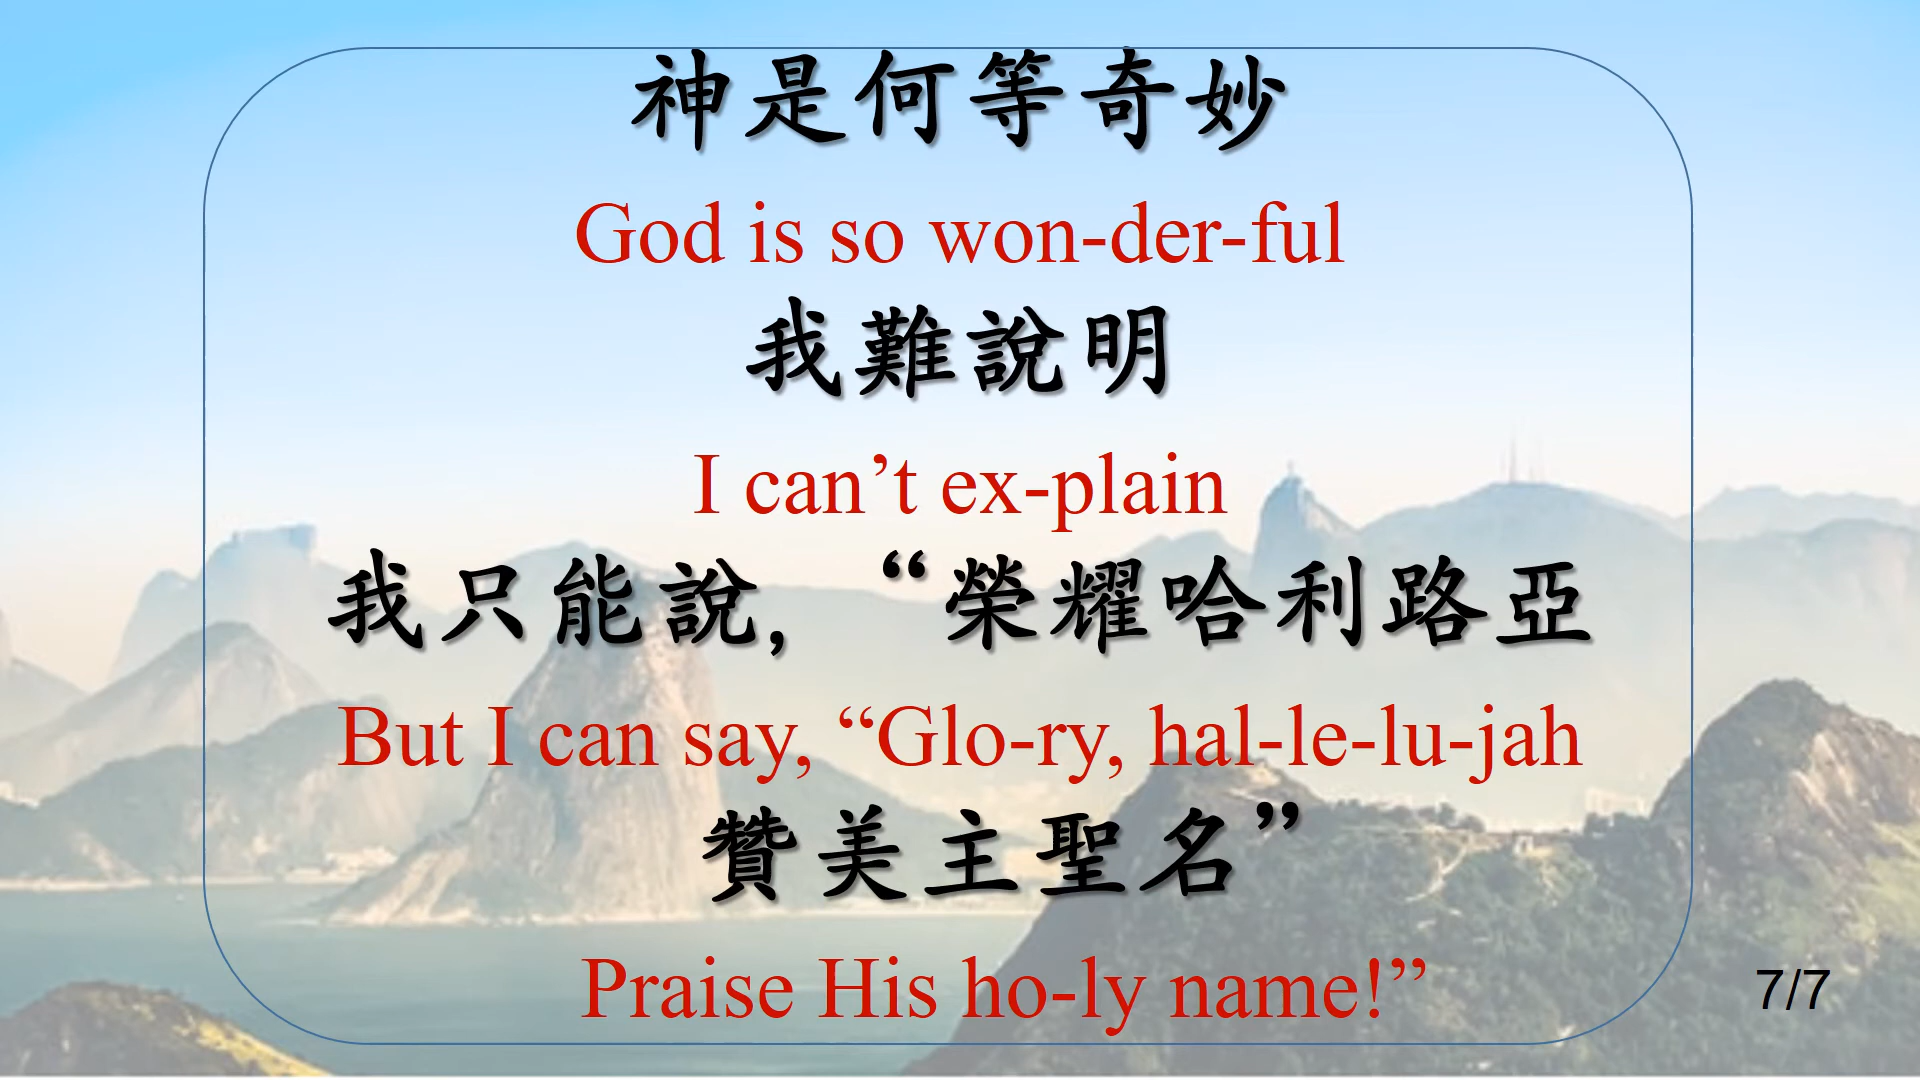 神是何等奇妙
God is so won-der-ful
我難說明
I can’t ex-plain
我只能說, “榮耀哈利路亞
But I can say, “Glo-ry, hal-le-lu-jah
贊美主聖名”
Praise His ho-ly name!”
7/7